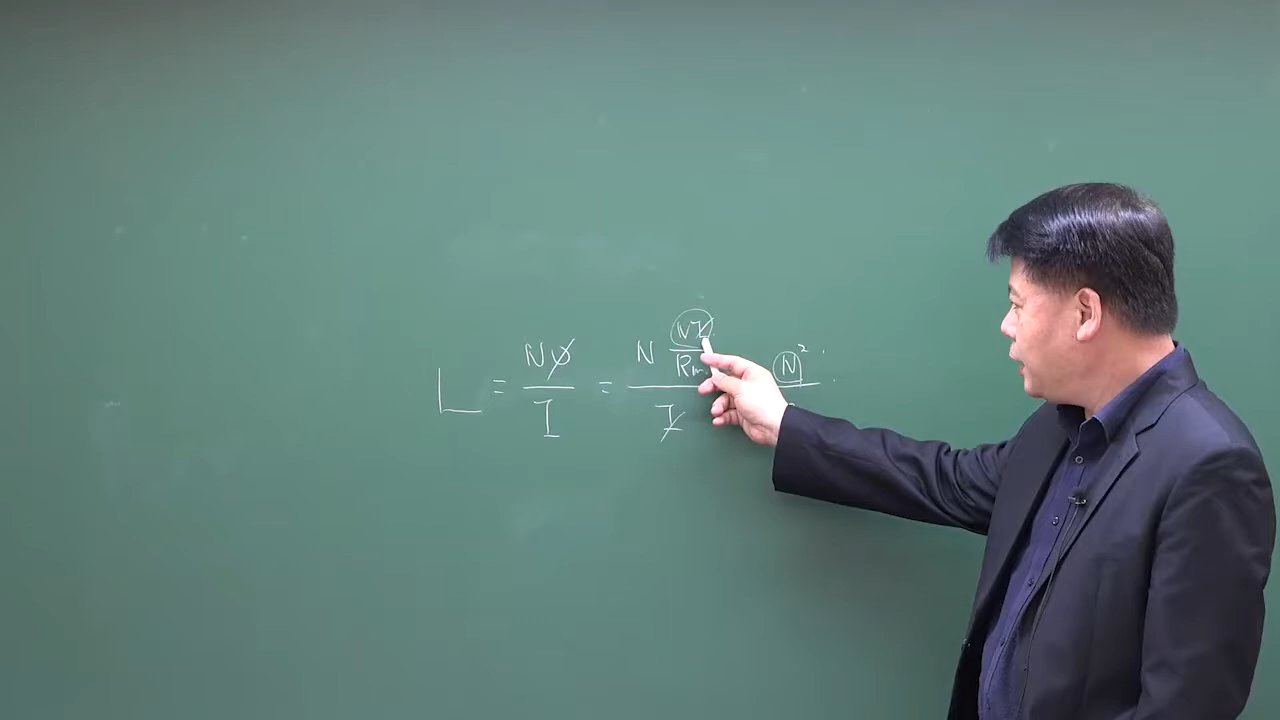 L = Nφ / I = N NI / Rm / I N²